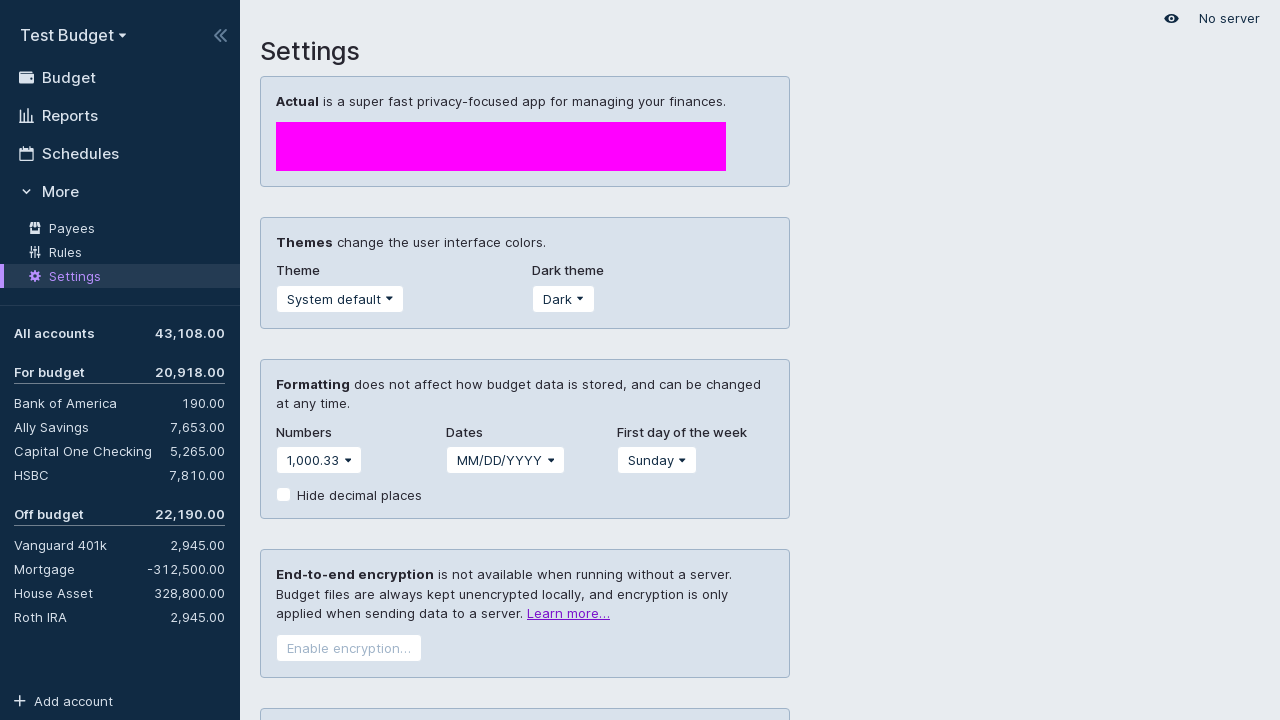 Test Budget
No server
Budget
Reports
Schedules
More
Payees
Rules
Settings
All accounts 43,108.00
For budget 20,918.00
Bank of America 190.00
Ally Savings 7,653.00
Capital One Checking 5,265.00
HSBC 7,810.00
Off budget 22,190.00
Vanguard 401k 2,945.00
Mortgage -312,500.00
House Asset 328,800.00
Roth IRA 2,945.00
Add account
Settings
Actual is a super fast privacy-focused app for managing your finances.
Themes change the user interface colors.
Theme Dark theme
System default Dark
Formatting does not affect how budget data is stored, and can be changed
at any time.
Numbers Dates First day of the week
1,000.33 MM/DD/YYYY Sunday
Hide decimal places
End-to-end encryption is not available when running without a server.
Budget files are always kept unencrypted locally, and encryption is only
applied when sending data to a server. Learn more…
Enable encryption…